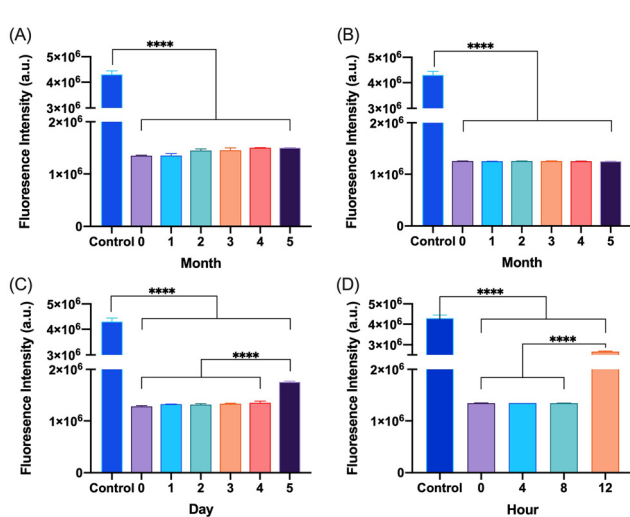 (A)
Fluoresence Intensity (a.u.)
5×10⁶
4×10⁶
3×10⁶
2×10⁶
1×10⁶
0
****
Control 0 1 2 3 4 5
Month
(B)
Fluoresence Intensity (a.u.)
5×10⁶
4×10⁶
3×10⁶
2×10⁶
1×10⁶
0
****
Control 0 1 2 3 4 5
Month
(C)
Fluoresence Intensity (a.u.)
5×10⁶
4×10⁶
3×10⁶
2×10⁶
1×10⁶
0
****
****
Control 0 1 2 3 4 5
Day
(D)
Fluoresence Intensity (a.u.)
5×10⁶
4×10⁶
3×10⁶
2×10⁶
1×10⁶
0
****
****
Control 0 4 8 12
Hour